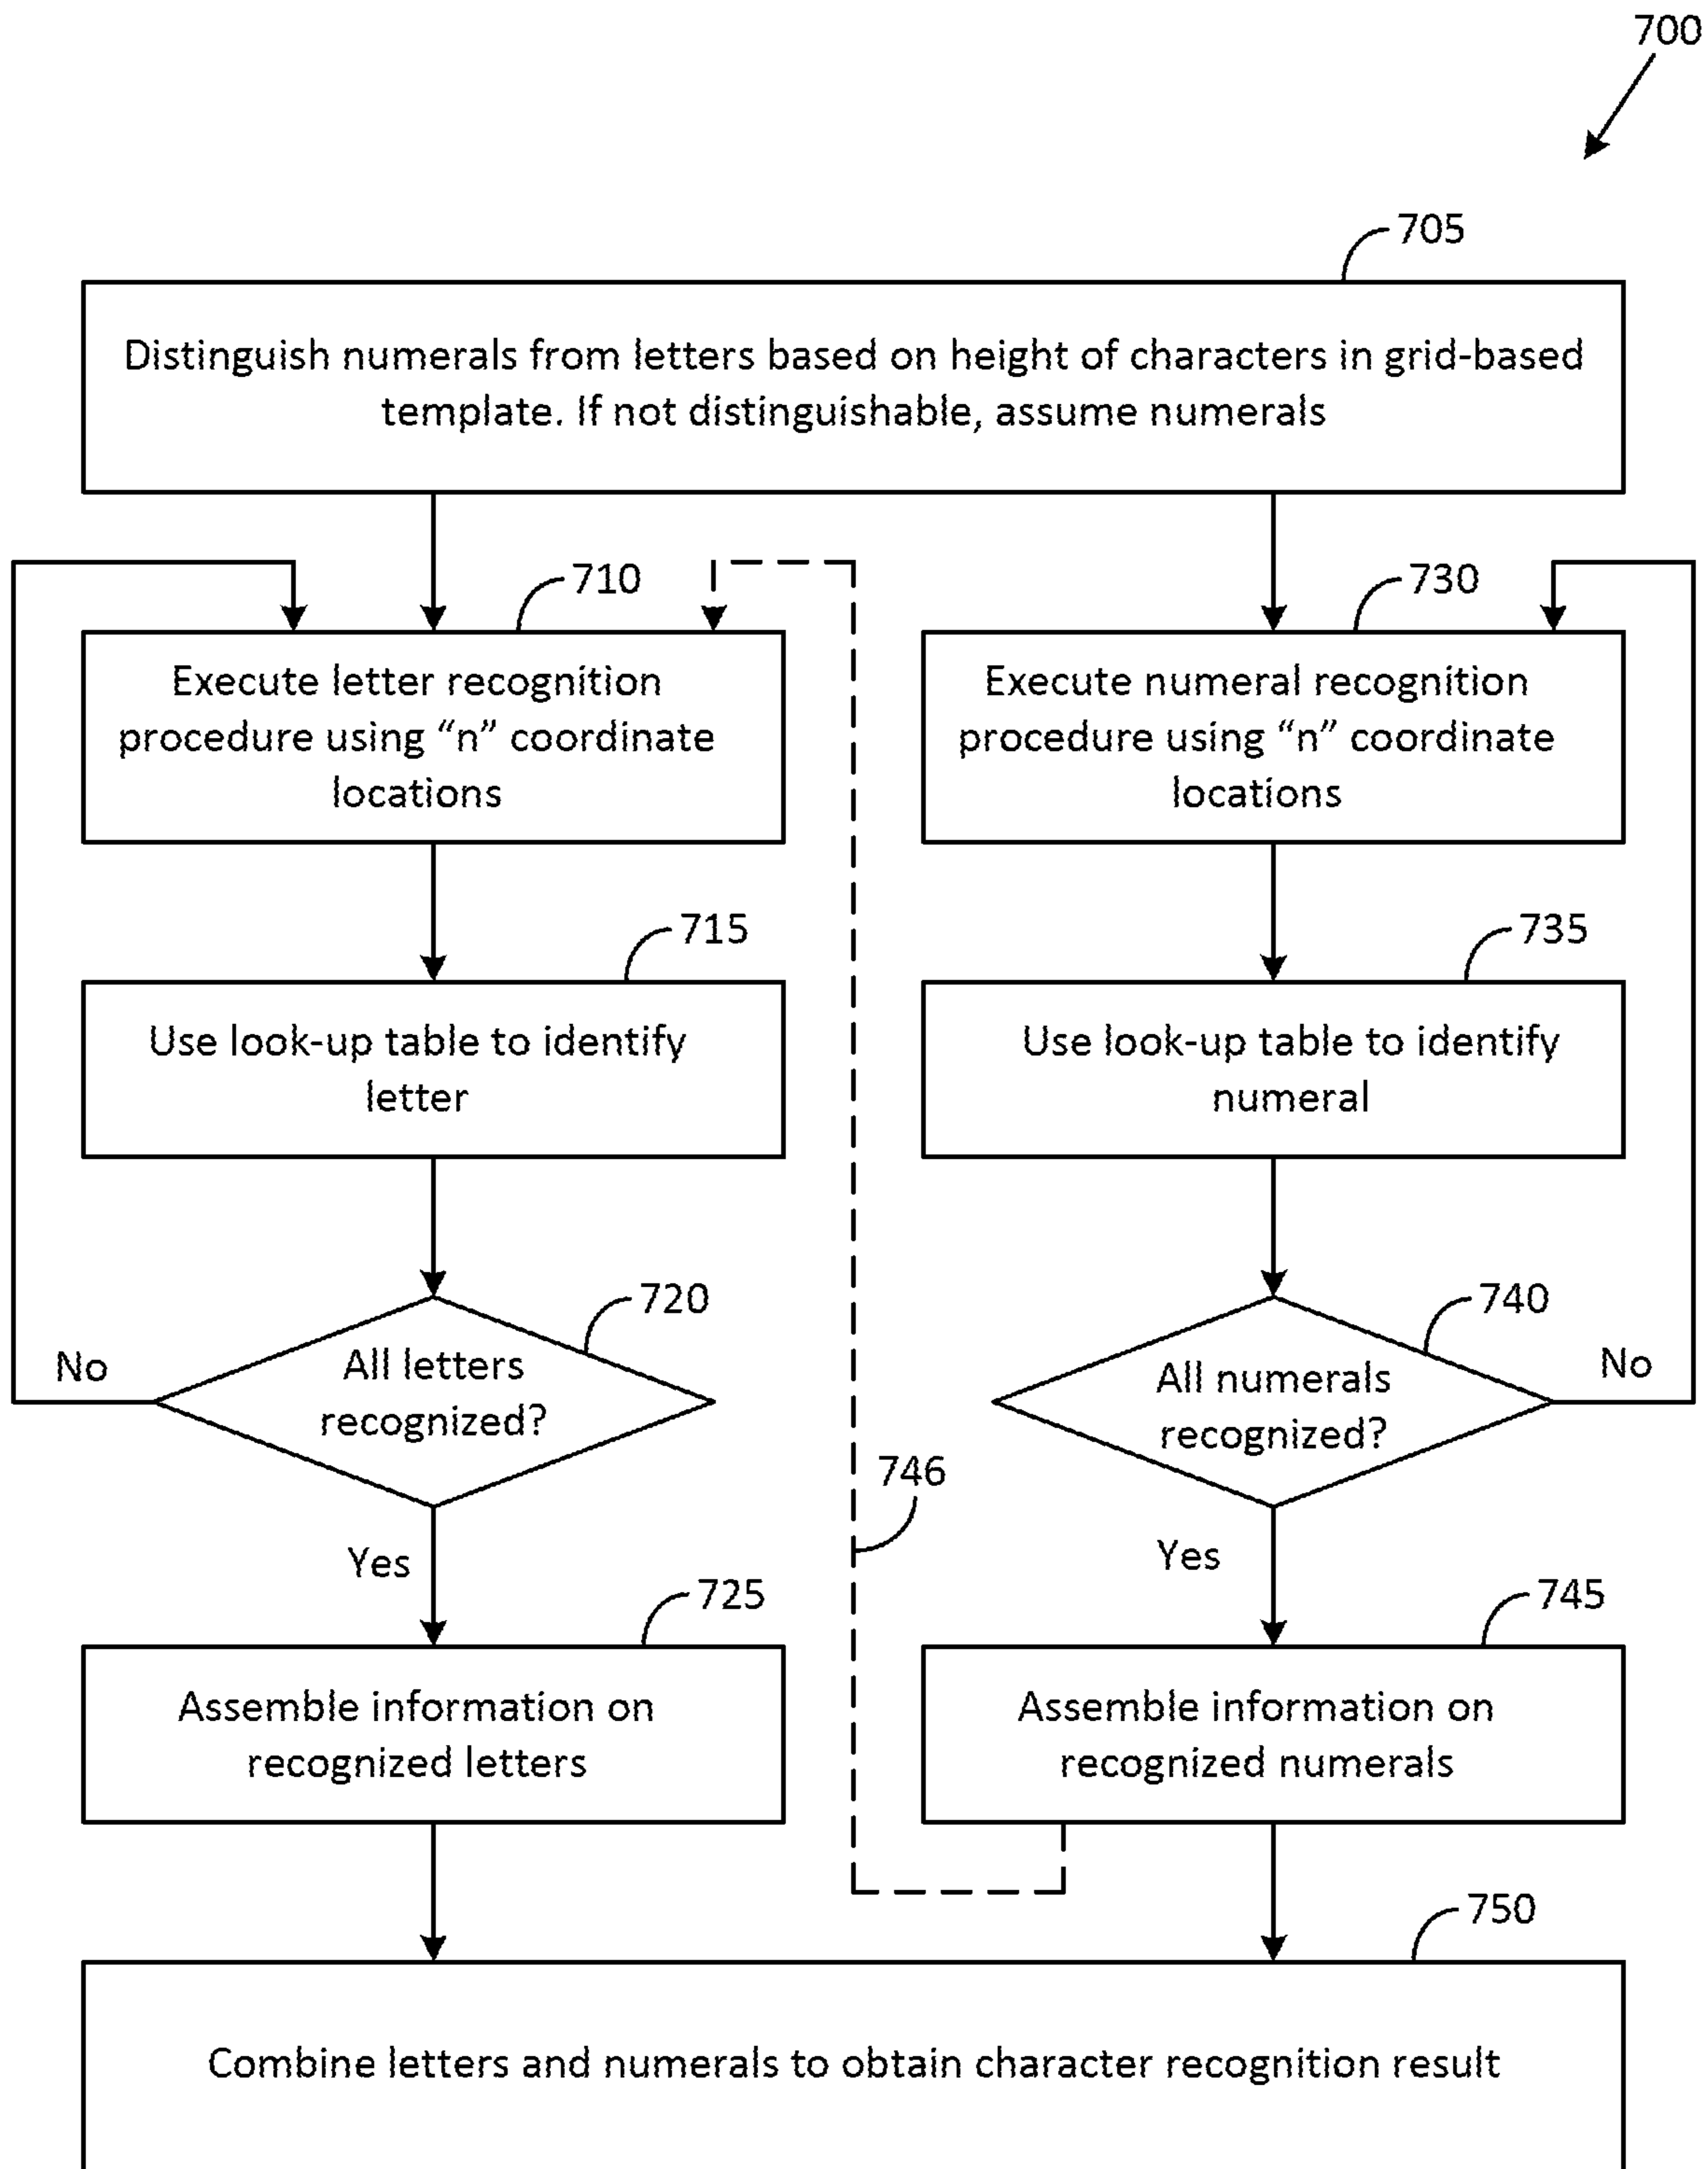 700
705
Distinguish numerals from letters based on height of characters in grid-based
template. If not distinguishable, assume numerals
710
730
Execute letter recognition
procedure using “n” coordinate
locations
Execute numeral recognition
procedure using “n” coordinate
locations
715
735
Use look-up table to identify
letter
Use look-up table to identify
numeral
720
740
No
All letters
recognized?
All numerals
recognized?
No
746
Yes
Yes
725
745
Assemble information on
recognized letters
Assemble information on
recognized numerals
750
Combine letters and numerals to obtain character recognition result